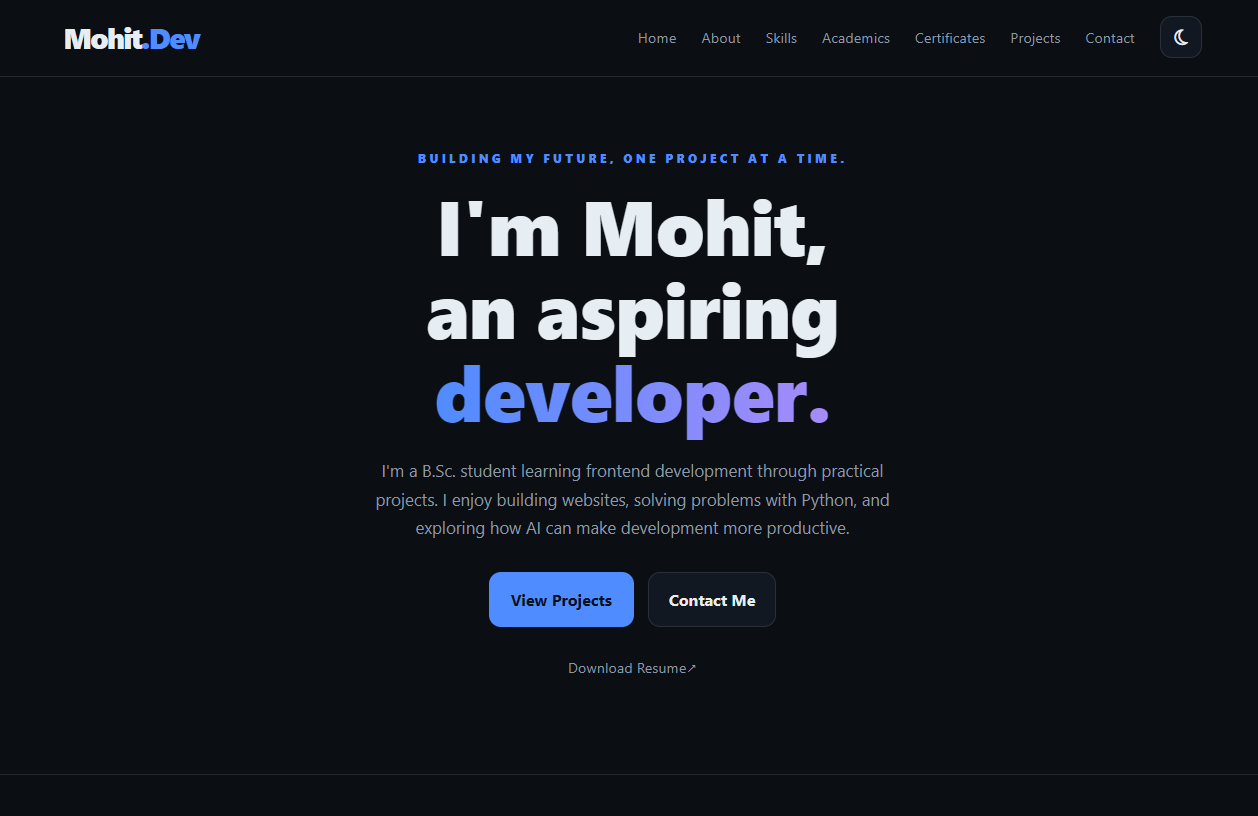 Mohit.Dev
Home About Skills Academics Certificates Projects Contact
BUILDING MY FUTURE, ONE PROJECT AT A TIME.
I'm Mohit,
an aspiring
developer.
I'm a B.Sc. student learning frontend development through practical
projects. I enjoy building websites, solving problems with Python, and
exploring how AI can make development more productive.
View Projects Contact Me
Download Resume↗